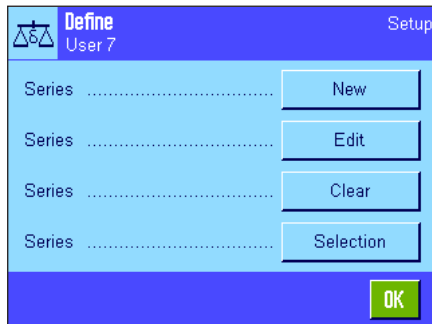 Define
Setup
User 7
Series ................................ New
Series ................................ Edit
Series ................................ Clear
Series ................................ Selection
OK